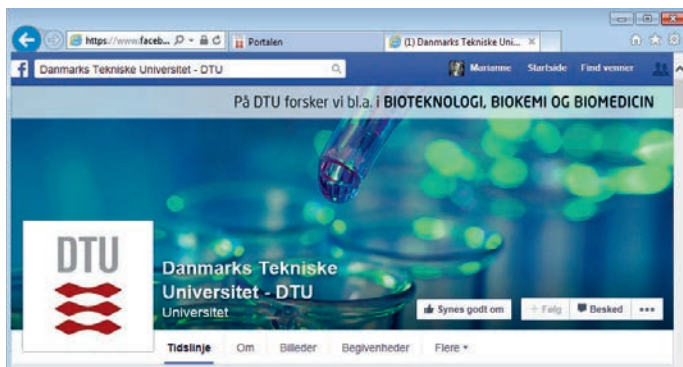 https://www.faceb...
Portalen
(1) Danmarks Tekniske Uni...
Danmarks Tekniske Universitet - DTU
Marianne Startside Find venner
På DTU forsker vi bl.a. i BIOTEKNOLOGI, BIOKEMI OG BIOMEDICIN
DTU
Danmarks Tekniske
Universitet - DTU
Universitet
Synes godt om + Følg Besked
Tidslinje Om Billeder Begivenheder Flere